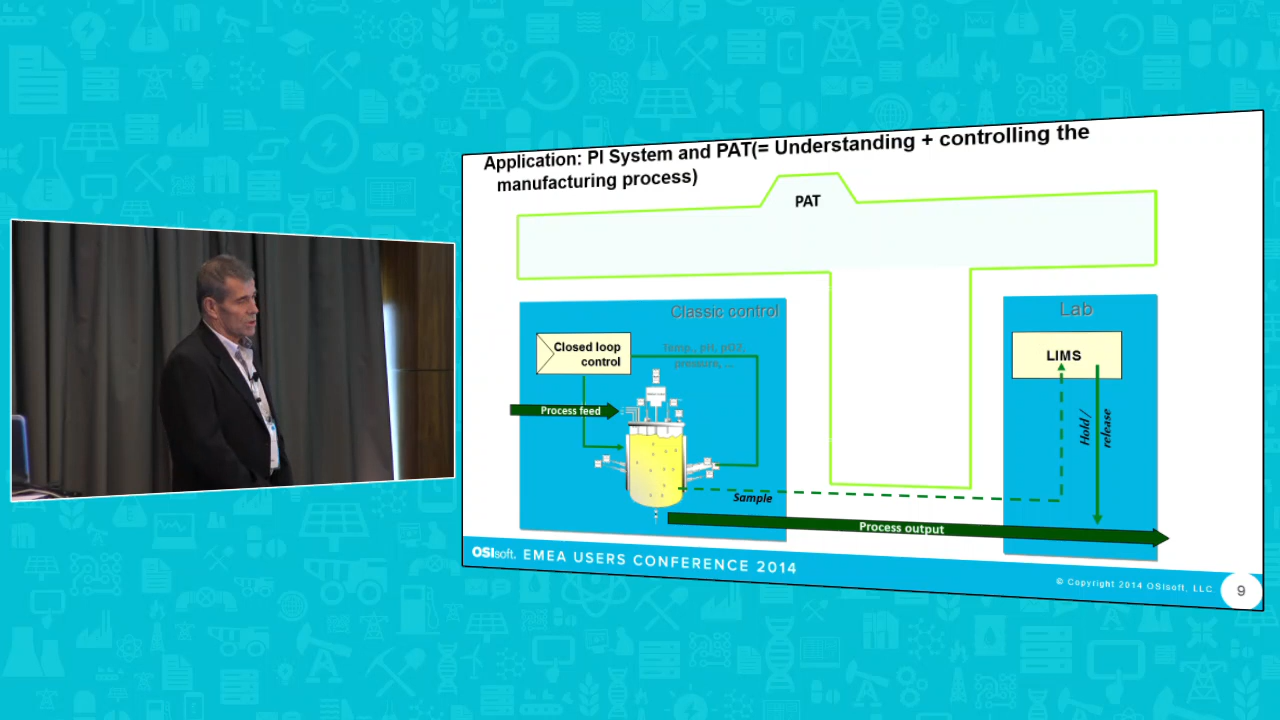 Application: PI System and PAT(= Understanding + controlling the
manufacturing process)
PAT
Classic control
Closed loop
control
Temp., pH, pO2,
pressure, ...
Process feed
Sample
Process output
Lab
LIMS
Hold /
release
OSIsoft. EMEA USERS CONFERENCE 2014
© Copyright 2014 OSIsoft, LLC
9